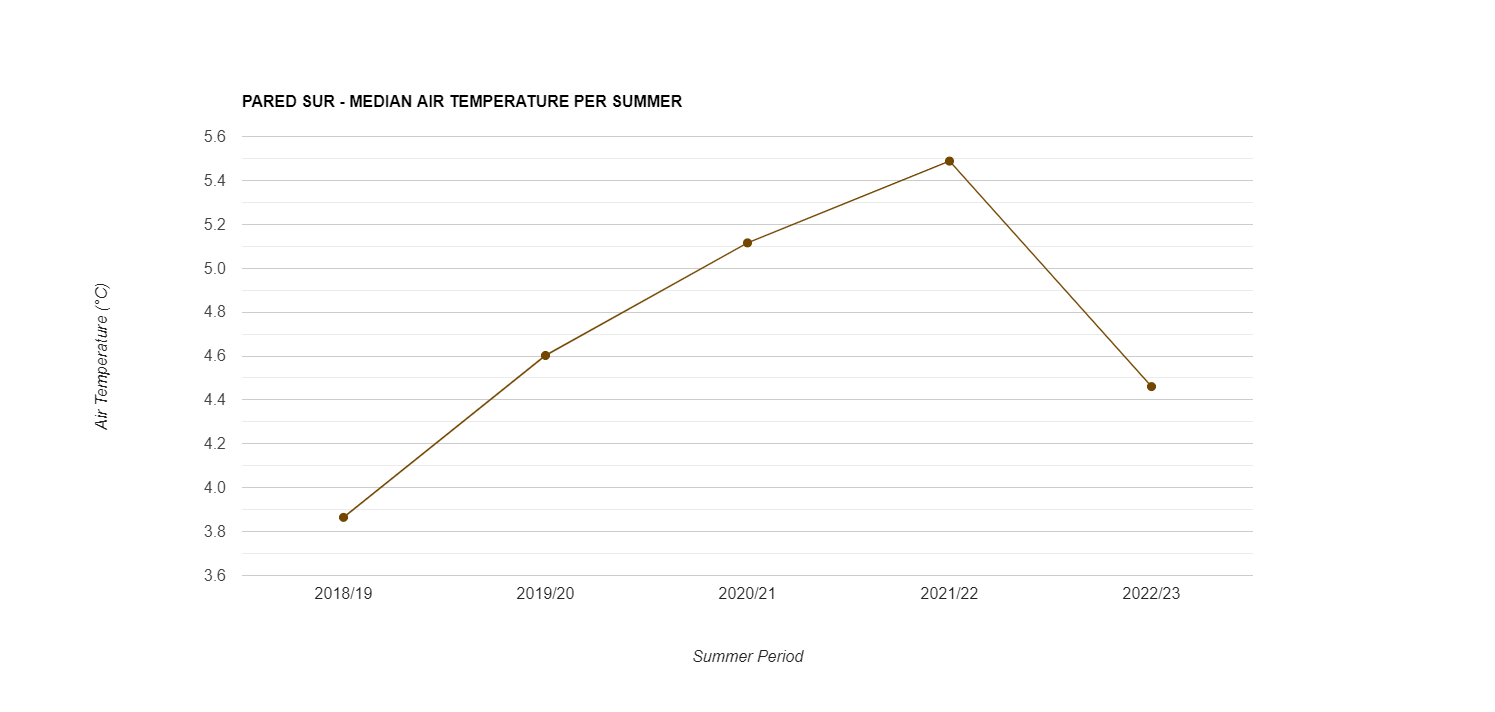 PARED SUR - MEDIAN AIR TEMPERATURE PER SUMMER
5.6
5.4
5.2
5.0
4.8
4.6
4.4
4.2
4.0
3.8
3.6
Air Temperature (°C)
2018/19 2019/20 2020/21 2021/22 2022/23
Summer Period